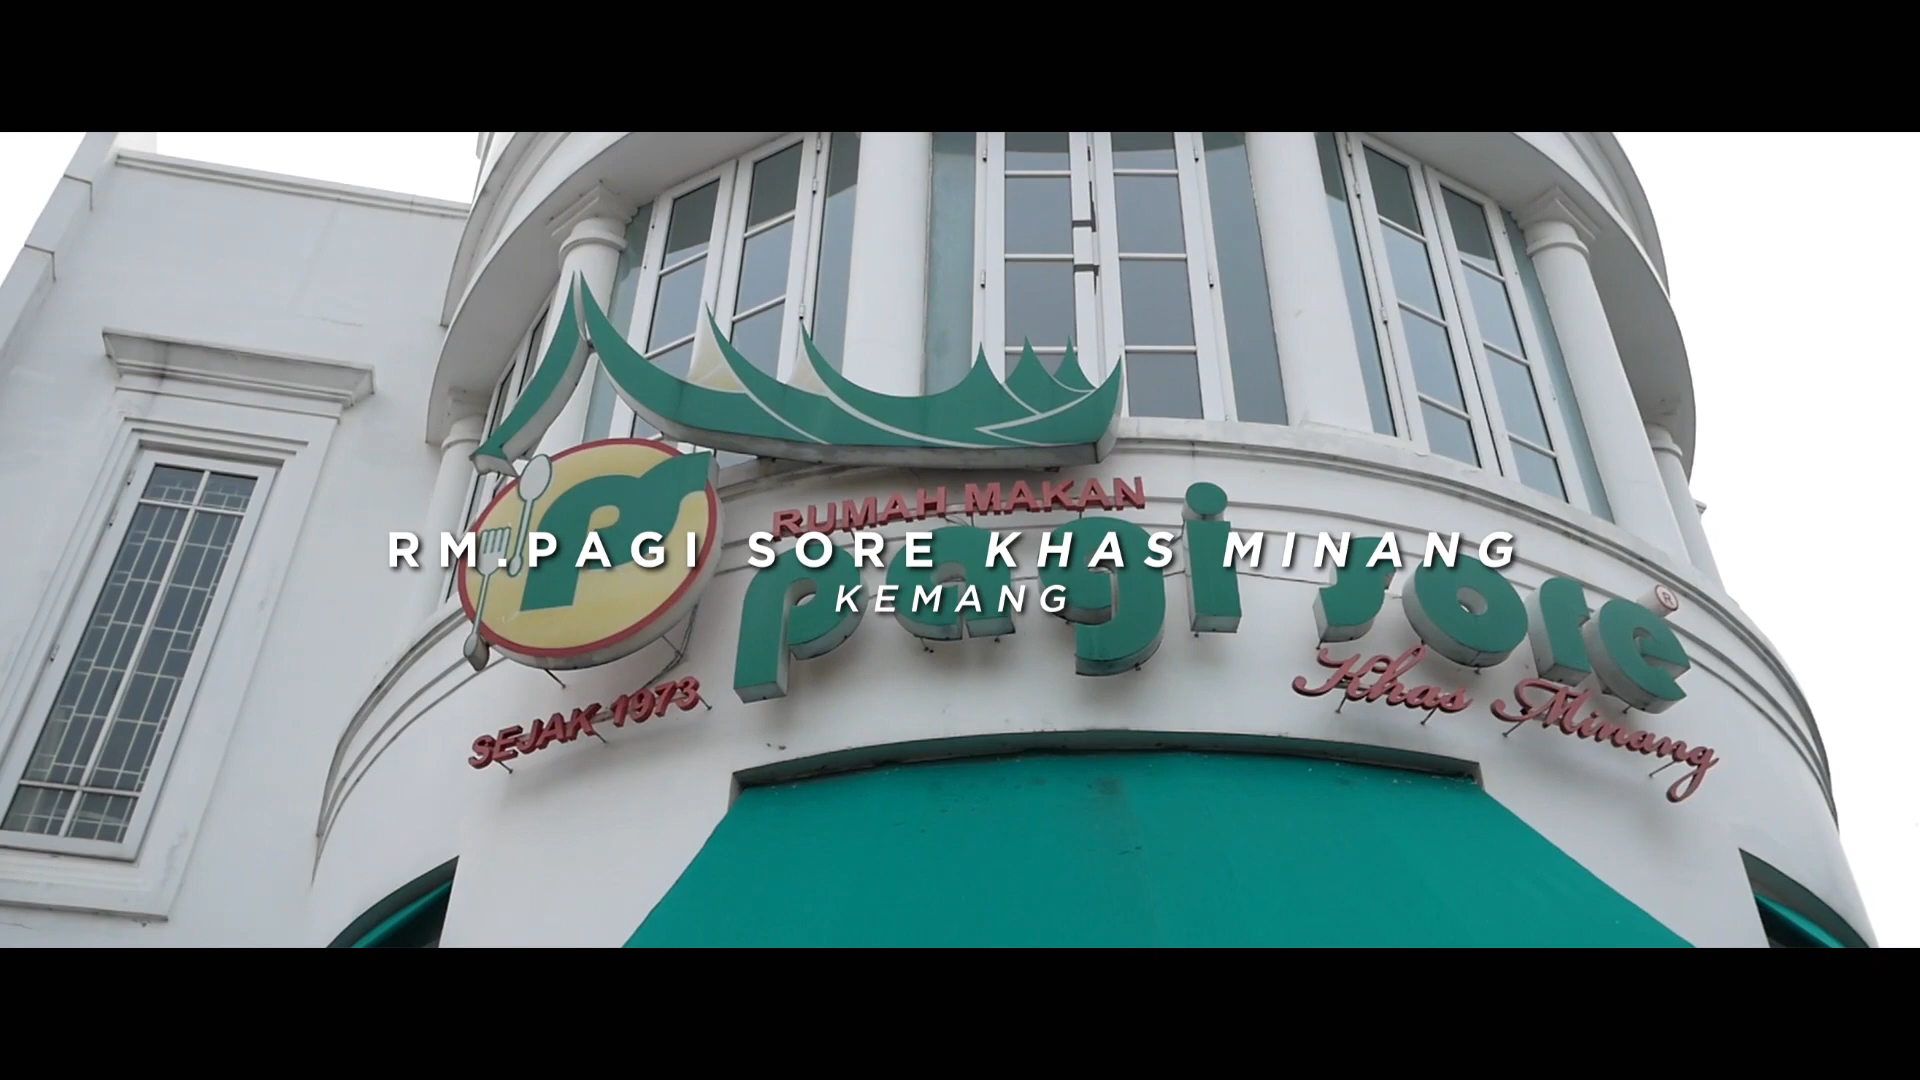 RUMAH MAKAN
pagi sore
®
Khas Minang
P
SEJAK 1973
RM.PAGI SORE KHAS MINANG
KEMANG